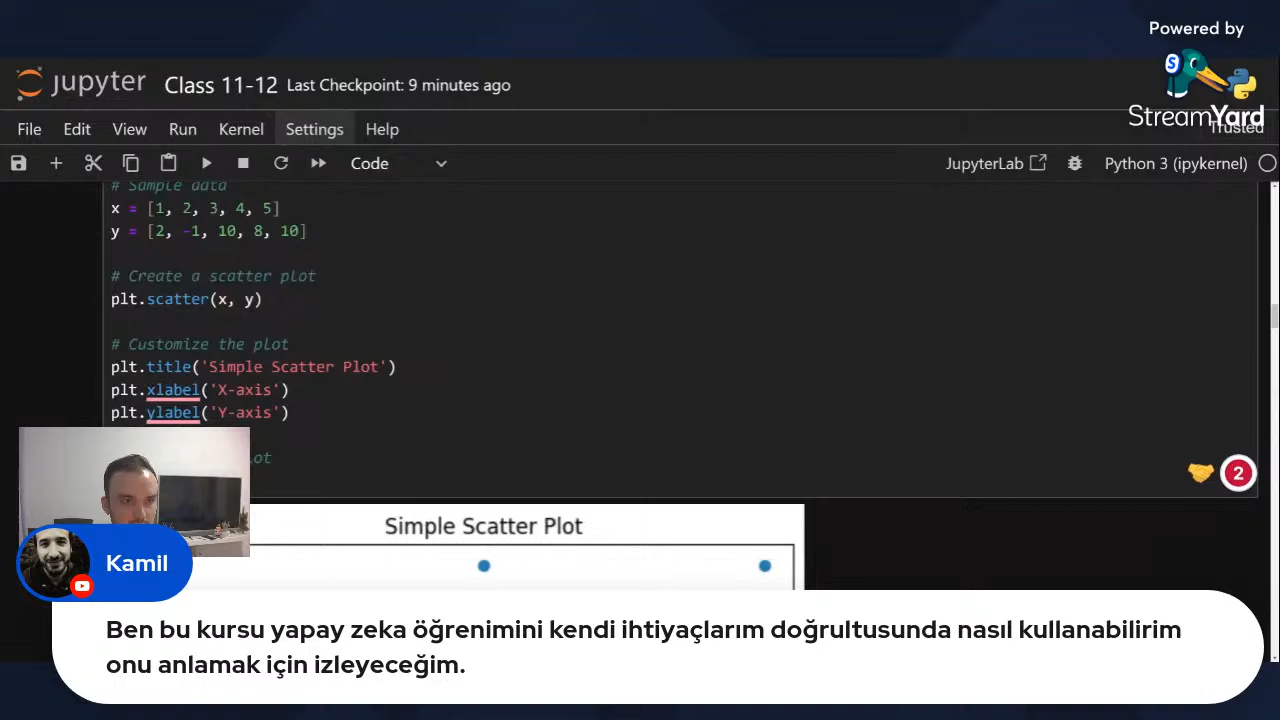 Powered by
StreamYard
Trusted
jupyter Class 11-12 Last Checkpoint: 9 minutes ago
File Edit View Run Kernel Settings Help
Code JupyterLab Python 3 (ipykernel)
# Sample data
x = [1, 2, 3, 4, 5]
y = [2, -1, 10, 8, 10]
# Create a scatter plot
plt.scatter(x, y)
# Customize the plot
plt.title('Simple Scatter Plot')
plt.xlabel('X-axis')
plt.ylabel('Y-axis')
2
Simple Scatter Plot
Kamil
Ben bu kursu yapay zeka öğrenimini kendi ihtiyaçlarım doğrultusunda nasıl kullanabilirim
onu anlamak için izleyeceğim.